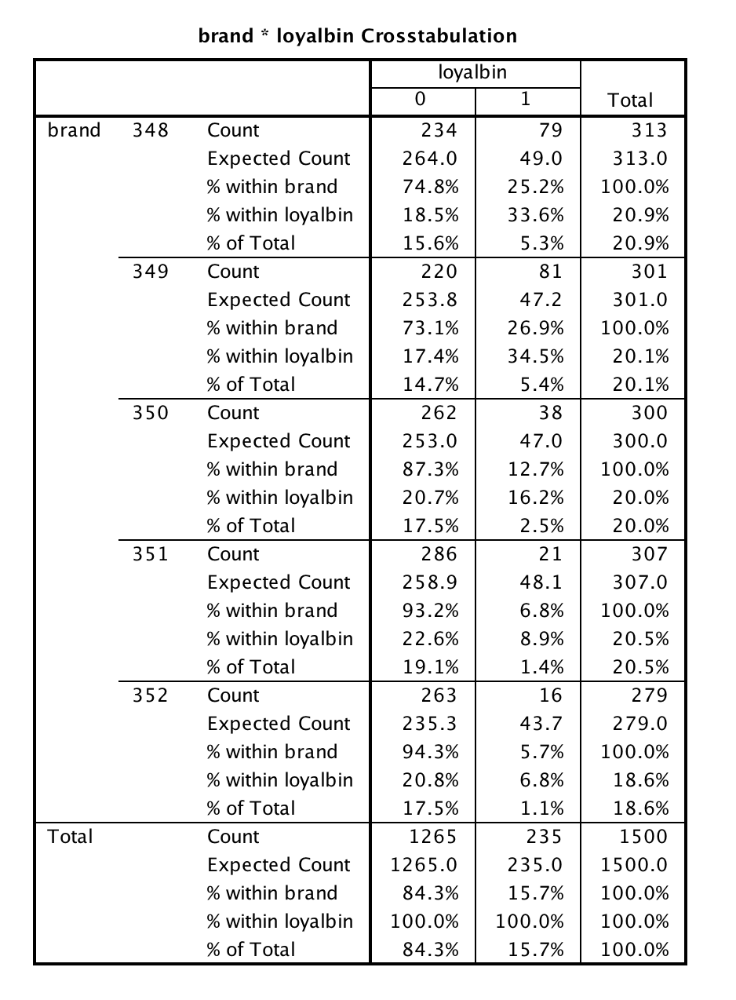 brand * loyalbin Crosstabulation
loyalbin
0 1 Total
brand 348 Count 234 79 313
Expected Count 264.0 49.0 313.0
% within brand 74.8% 25.2% 100.0%
% within loyalbin 18.5% 33.6% 20.9%
% of Total 15.6% 5.3% 20.9%
349 Count 220 81 301
Expected Count 253.8 47.2 301.0
% within brand 73.1% 26.9% 100.0%
% within loyalbin 17.4% 34.5% 20.1%
% of Total 14.7% 5.4% 20.1%
350 Count 262 38 300
Expected Count 253.0 47.0 300.0
% within brand 87.3% 12.7% 100.0%
% within loyalbin 20.7% 16.2% 20.0%
% of Total 17.5% 2.5% 20.0%
351 Count 286 21 307
Expected Count 258.9 48.1 307.0
% within brand 93.2% 6.8% 100.0%
% within loyalbin 22.6% 8.9% 20.5%
% of Total 19.1% 1.4% 20.5%
352 Count 263 16 279
Expected Count 235.3 43.7 279.0
% within brand 94.3% 5.7% 100.0%
% within loyalbin 20.8% 6.8% 18.6%
% of Total 17.5% 1.1% 18.6%
Total Count 1265 235 1500
Expected Count 1265.0 235.0 1500.0
% within brand 84.3% 15.7% 100.0%
% within loyalbin 100.0% 100.0% 100.0%
% of Total 84.3% 15.7% 100.0%